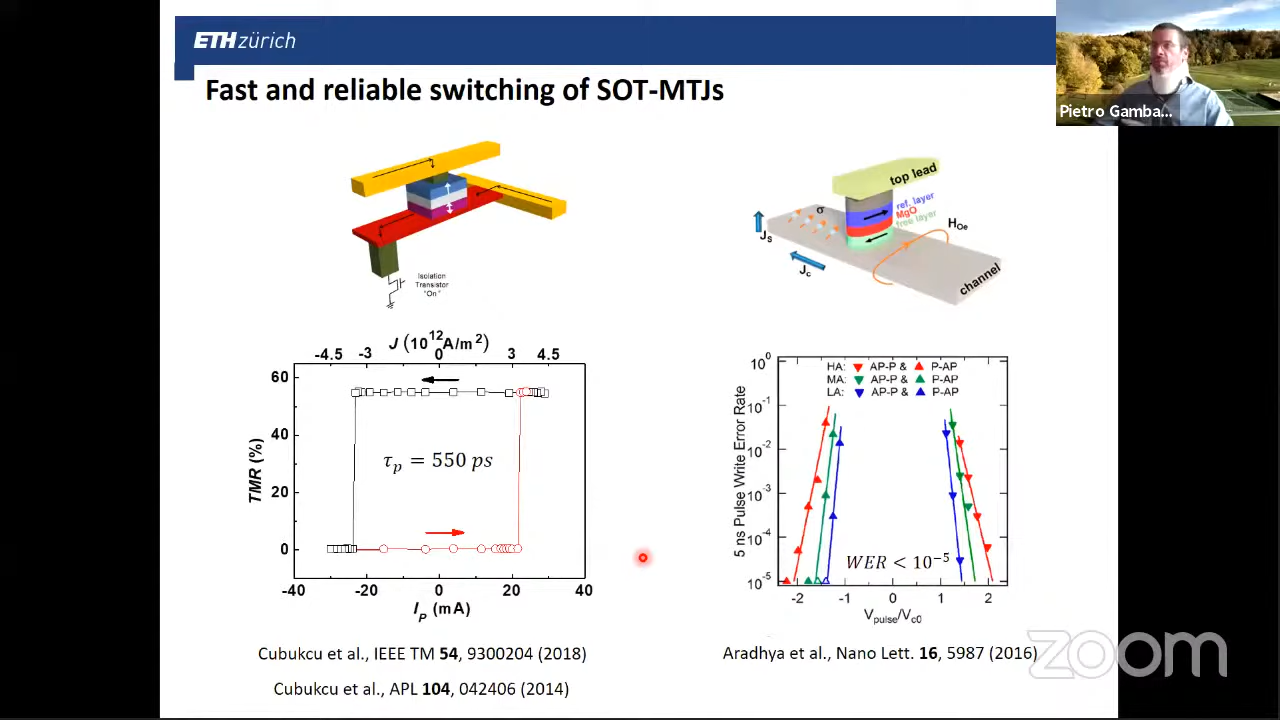 ETH zürich
Pietro Gamba...
Fast and reliable switching of SOT-MTJs
Isolation
Transistor
"On"
top lead
ref. layer
MgO
free layer
σ
H_Oe
J_S
J_c
channel
J (10^12 A/m^2)
-4.5 -3 0 3 4.5
TMR (%)
60
40
20
0
τ_p = 550 ps
-40 -20 0 20 40
I_P (mA)
5 ns Pulse Write Error Rate
10^0
10^-1
10^-2
10^-3
10^-4
10^-5
HA: AP-P & P-AP
MA: AP-P & P-AP
LA: AP-P & P-AP
WER < 10^-5
-2 -1 0 1 2
V_pulse/V_c0
Cubukcu et al., IEEE TM 54, 9300204 (2018)
Cubukcu et al., APL 104, 042406 (2014)
Aradhya et al., Nano Lett. 16, 5987 (2016)
zoom